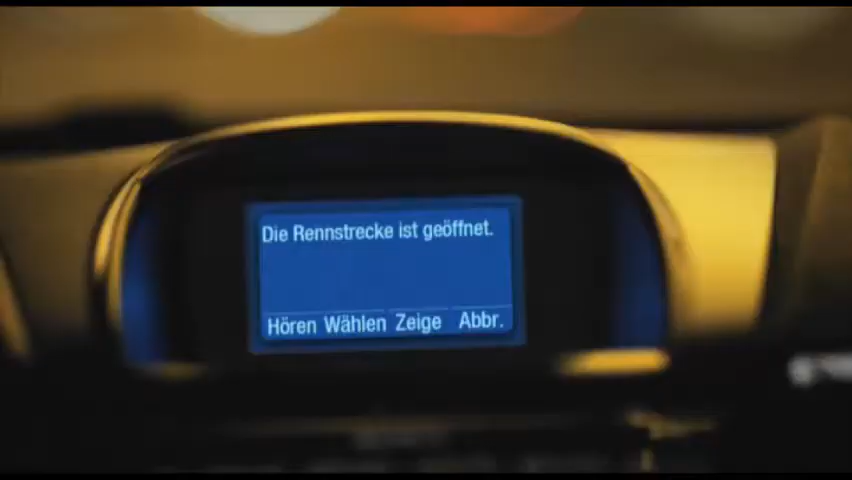 Die Rennstrecke ist geöffnet.
Hören Wählen Zeige Abbr.